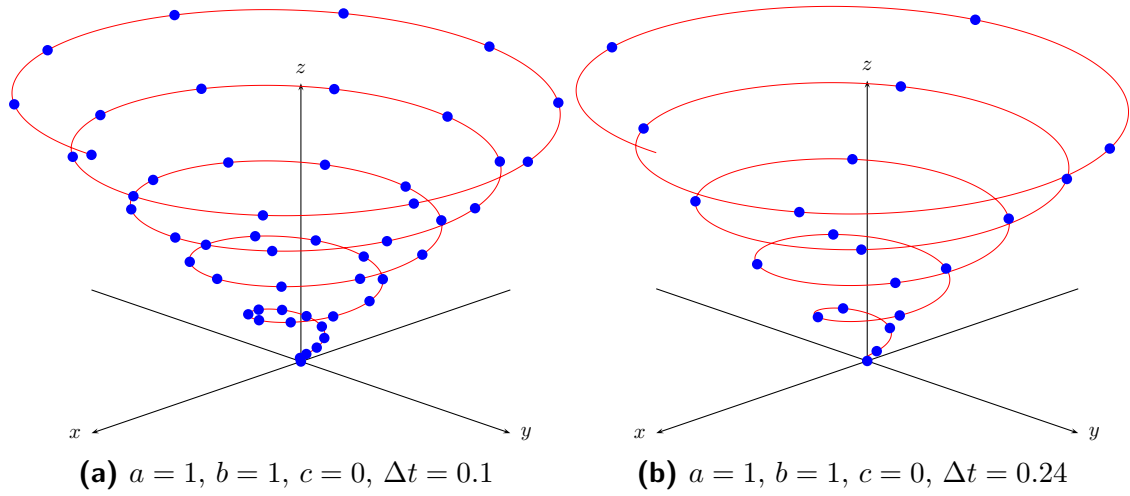 z
z
x
y
x
y
(a) a = 1, b = 1, c = 0, Δt = 0.1
(b) a = 1, b = 1, c = 0, Δt = 0.24